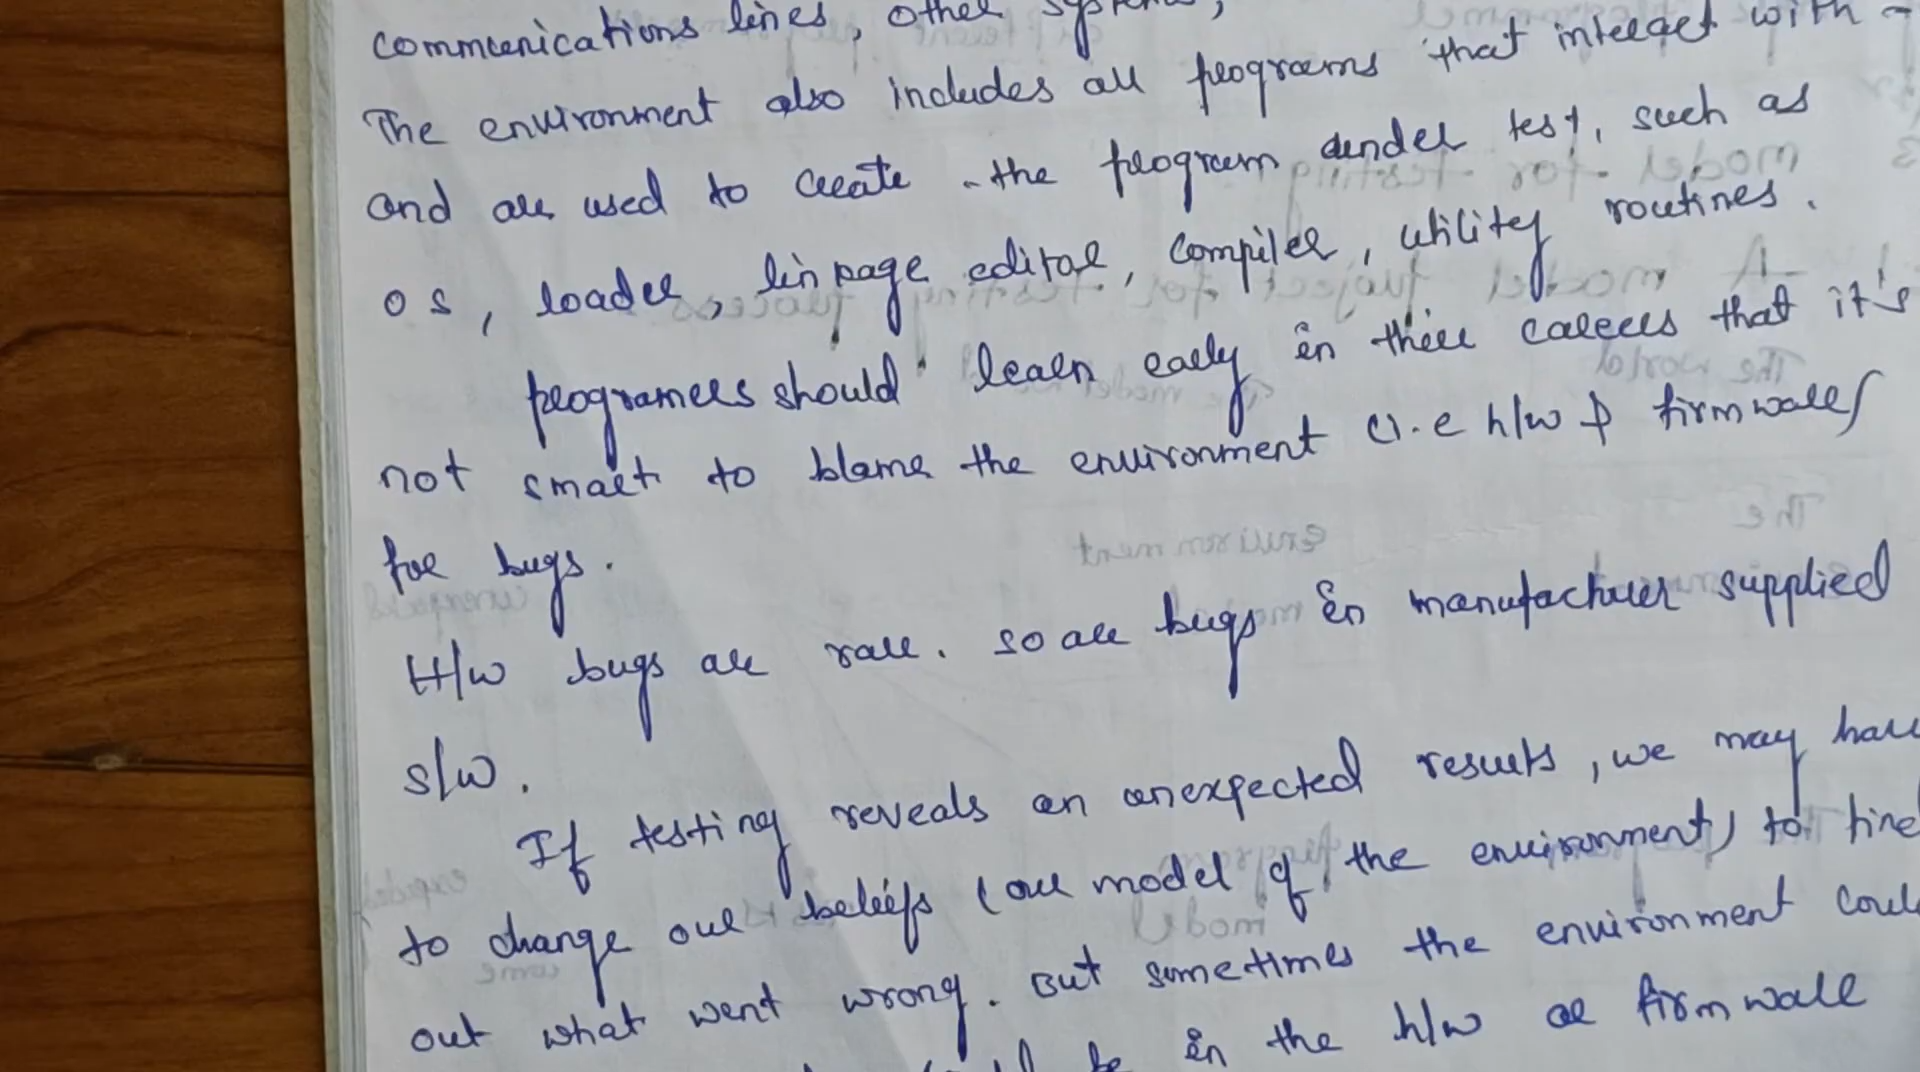 communications lines, other systems,
The environment also includes all programs that interact with -
and are used to create the program under test, such as
OS, loader, linkage editor, compiler, utility routines.
programers should learn early in their careers that it's
not smart to blame the environment (i.e h/w & firmware)
for bugs.
H/w bugs are rare. so are bugs in manufacturer supplied
s/w.
If testing reveals an unexpected results, we may have
to change our beliefs (our model of the environment) to find
out what went wrong. But sometimes the environment could
be in the h/w or firmware